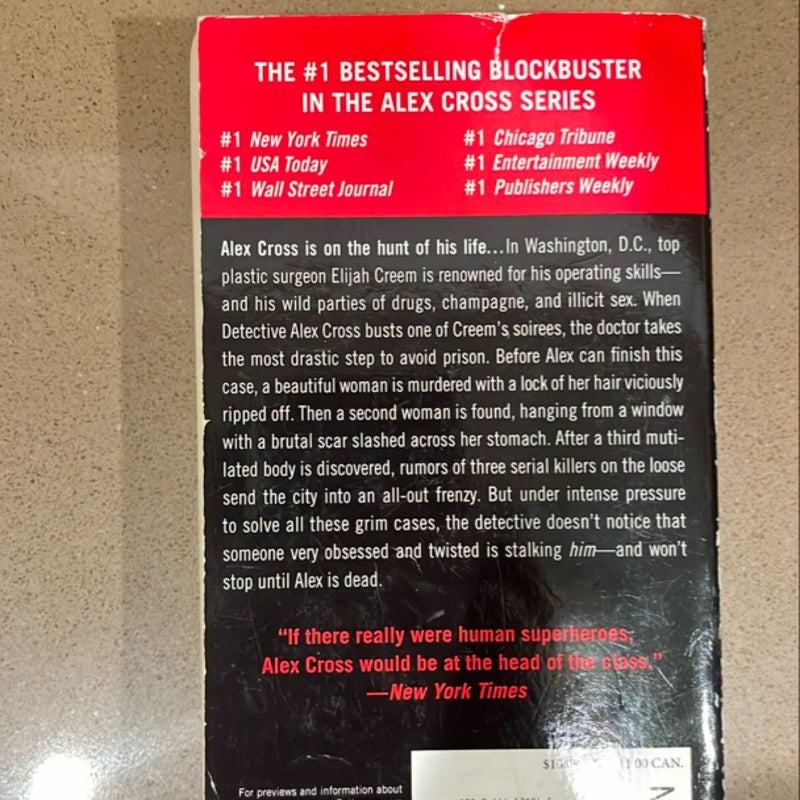 THE #1 BESTSELLING BLOCKBUSTER
IN THE ALEX CROSS SERIES
#1 New York Times
#1 USA Today
#1 Wall Street Journal
#1 Chicago Tribune
#1 Entertainment Weekly
#1 Publishers Weekly
Alex Cross is on the hunt of his life...In Washington, D.C., top
plastic surgeon Elijah Creem is renowned for his operating skills—
and his wild parties of drugs, champagne, and illicit sex. When
Detective Alex Cross busts one of Creem's soirees, the doctor takes
the most drastic step to avoid prison. Before Alex can finish this
case, a beautiful woman is murdered with a lock of her hair viciously
ripped off. Then a second woman is found, hanging from a window
with a brutal scar slashed across her stomach. After a third muti-
lated body is discovered, rumors of three serial killers on the loose
send the city into an all-out frenzy. But under intense pressure
to solve all these grim cases, the detective doesn't notice that
someone very obsessed and twisted is stalking him—and won't
stop until Alex is dead.
"If there really were human superheroes,
Alex Cross would be at the head of the class."
—New York Times
CAN.
For previews and information about